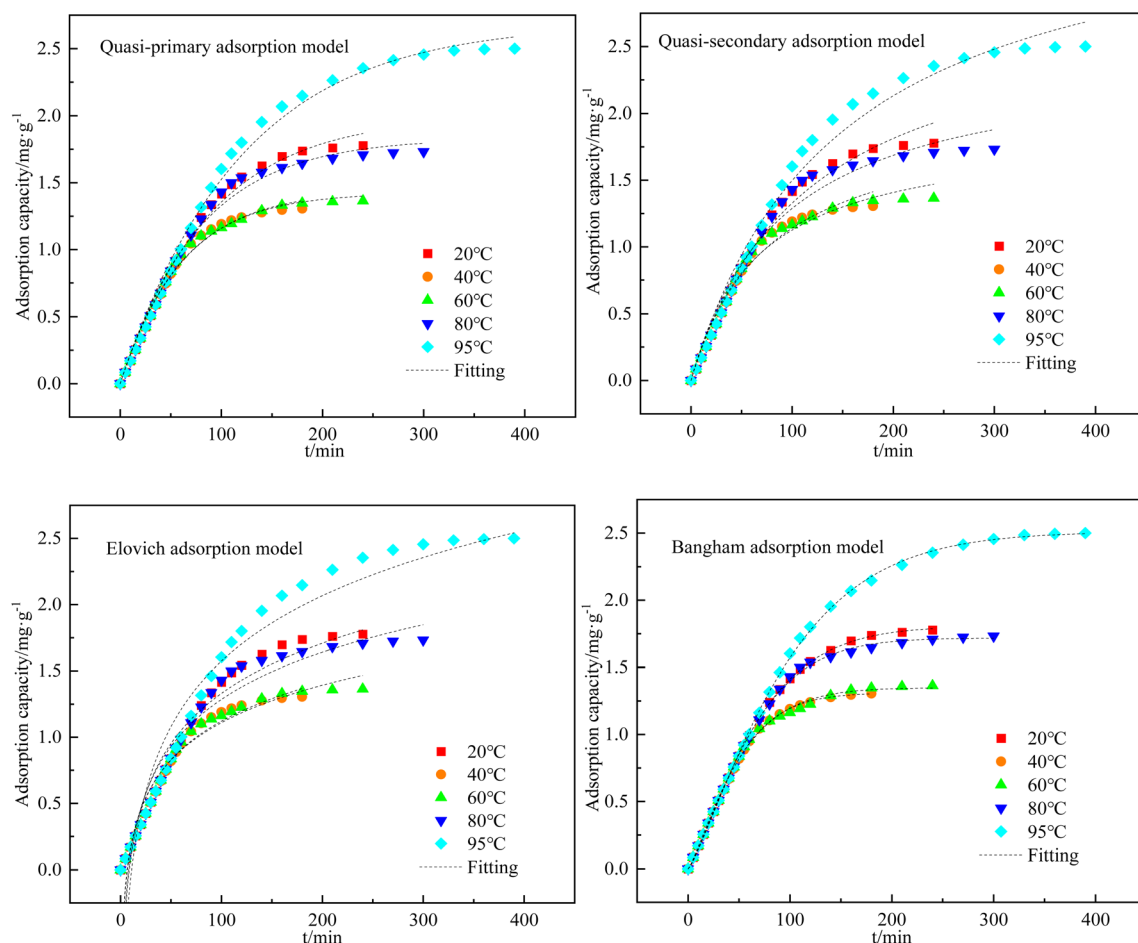 Quasi-primary adsorption model
Adsorption capacity/mg·g⁻¹
2.5
2.0
1.5
1.0
0.5
0.0
20℃
40℃
60℃
80℃
95℃
Fitting
0 100 200 300 400
t/min
Quasi-secondary adsorption model
Adsorption capacity/mg·g⁻¹
2.5
2.0
1.5
1.0
0.5
0.0
20℃
40℃
60℃
80℃
95℃
Fitting
0 100 200 300 400
t/min
Elovich adsorption model
Adsorption capacity/mg·g⁻¹
2.5
2.0
1.5
1.0
0.5
0.0
20℃
40℃
60℃
80℃
95℃
Fitting
0 100 200 300 400
t/min
Bangham adsorption model
Adsorption capacity/mg·g⁻¹
2.5
2.0
1.5
1.0
0.5
0.0
20℃
40℃
60℃
80℃
95℃
Fitting
0 100 200 300 400
t/min